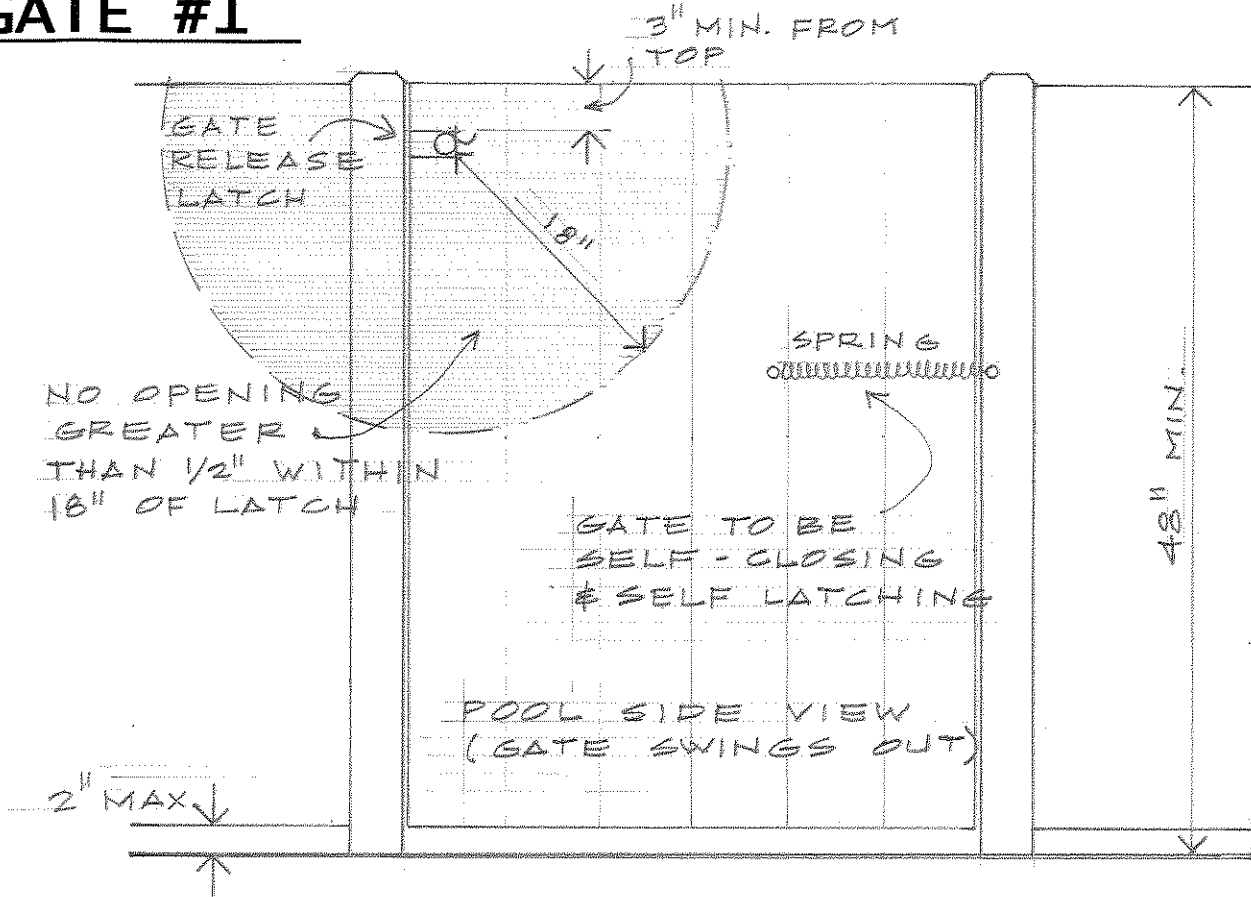 GATE #1
3" MIN. FROM
TOP
GATE
RELEASE
LATCH
18"
SPRING
NO OPENING
GREATER
THAN 1/2" WITHIN
18" OF LATCH
48" MIN.
GATE TO BE
SELF-CLOSING
& SELF LATCHING
POOL SIDE VIEW
(GATE SWINGS OUT)
2" MAX.